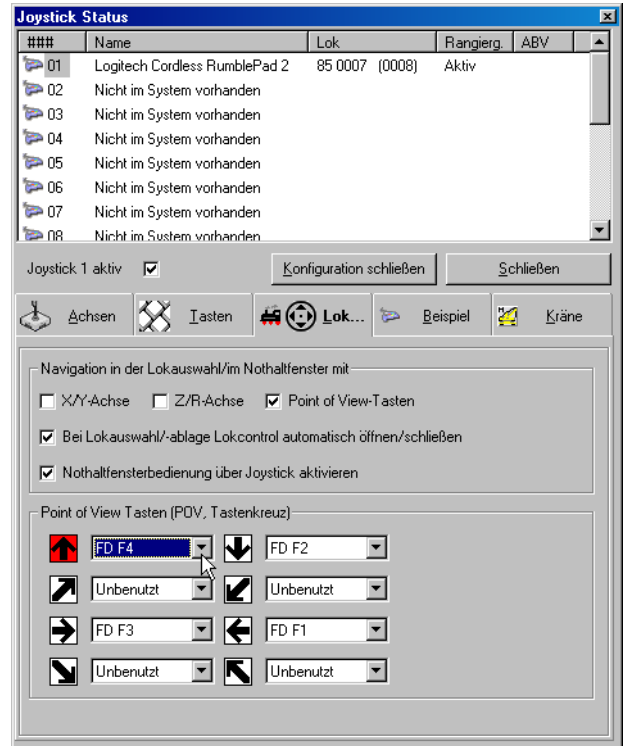 Joystick Status
### Name Lok Rangierg. ABV
01 Logitech Cordless RumblePad 2 85 0007 (0008) Aktiv
02 Nicht im System vorhanden
03 Nicht im System vorhanden
04 Nicht im System vorhanden
05 Nicht im System vorhanden
06 Nicht im System vorhanden
07 Nicht im System vorhanden
08 Nicht im System vorhanden
Joystick 1 aktiv Konfiguration schließen Schließen
Achsen Tasten Lok... Beispiel Kräne
Navigation in der Lokauswahl/im Nothaltfenster mit
X/Y-Achse Z/R-Achse Point of View-Tasten
Bei Lokauswahl/-ablage Lokcontrol automatisch öffnen/schließen
Nothaltfensterbedienung über Joystick aktivieren
Point of View Tasten (POV, Tastenkreuz)
FD F4 FD F2
Unbenutzt Unbenutzt
FD F3 FD F1
Unbenutzt Unbenutzt